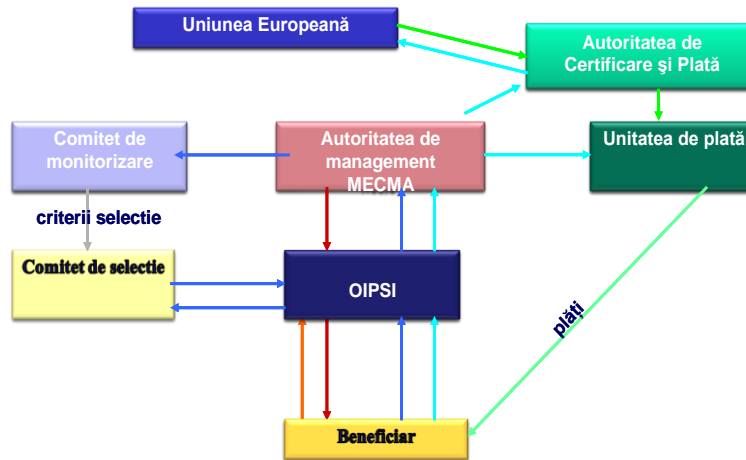 Uniunea Europeană
Autoritatea de
Certificare şi Plată
Comitet de
monitorizare
Autoritatea de
management
MECMA
Unitatea de plată
criterii selectie
Comitet de selectie
OIPSI
plăți
Beneficiar